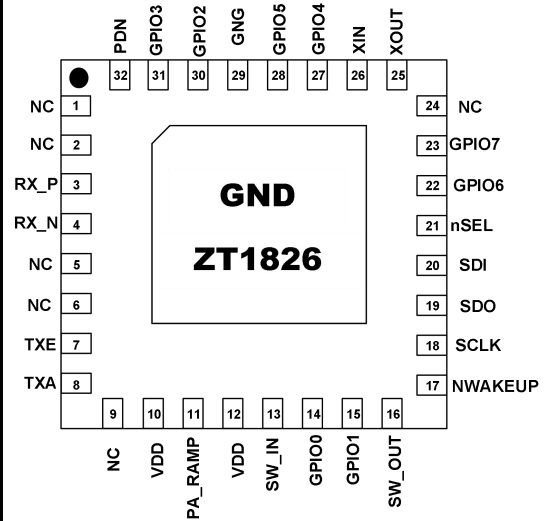 PDN GPIO3 GPIO2 GNG GPIO5 GPIO4 XIN XOUT
32 31 30 29 28 27 26 25
NC 1
NC 2
RX_P 3
RX_N 4
NC 5
NC 6
TXE 7
TXA 8
GND
ZT1826
24 NC
23 GPIO7
22 GPIO6
21 nSEL
20 SDI
19 SDO
18 SCLK
17 NWAKEUP
9 10 11 12 13 14 15 16
NC VDD PA_RAMP VDD SW_IN GPIO0 GPIO1 SW_OUT